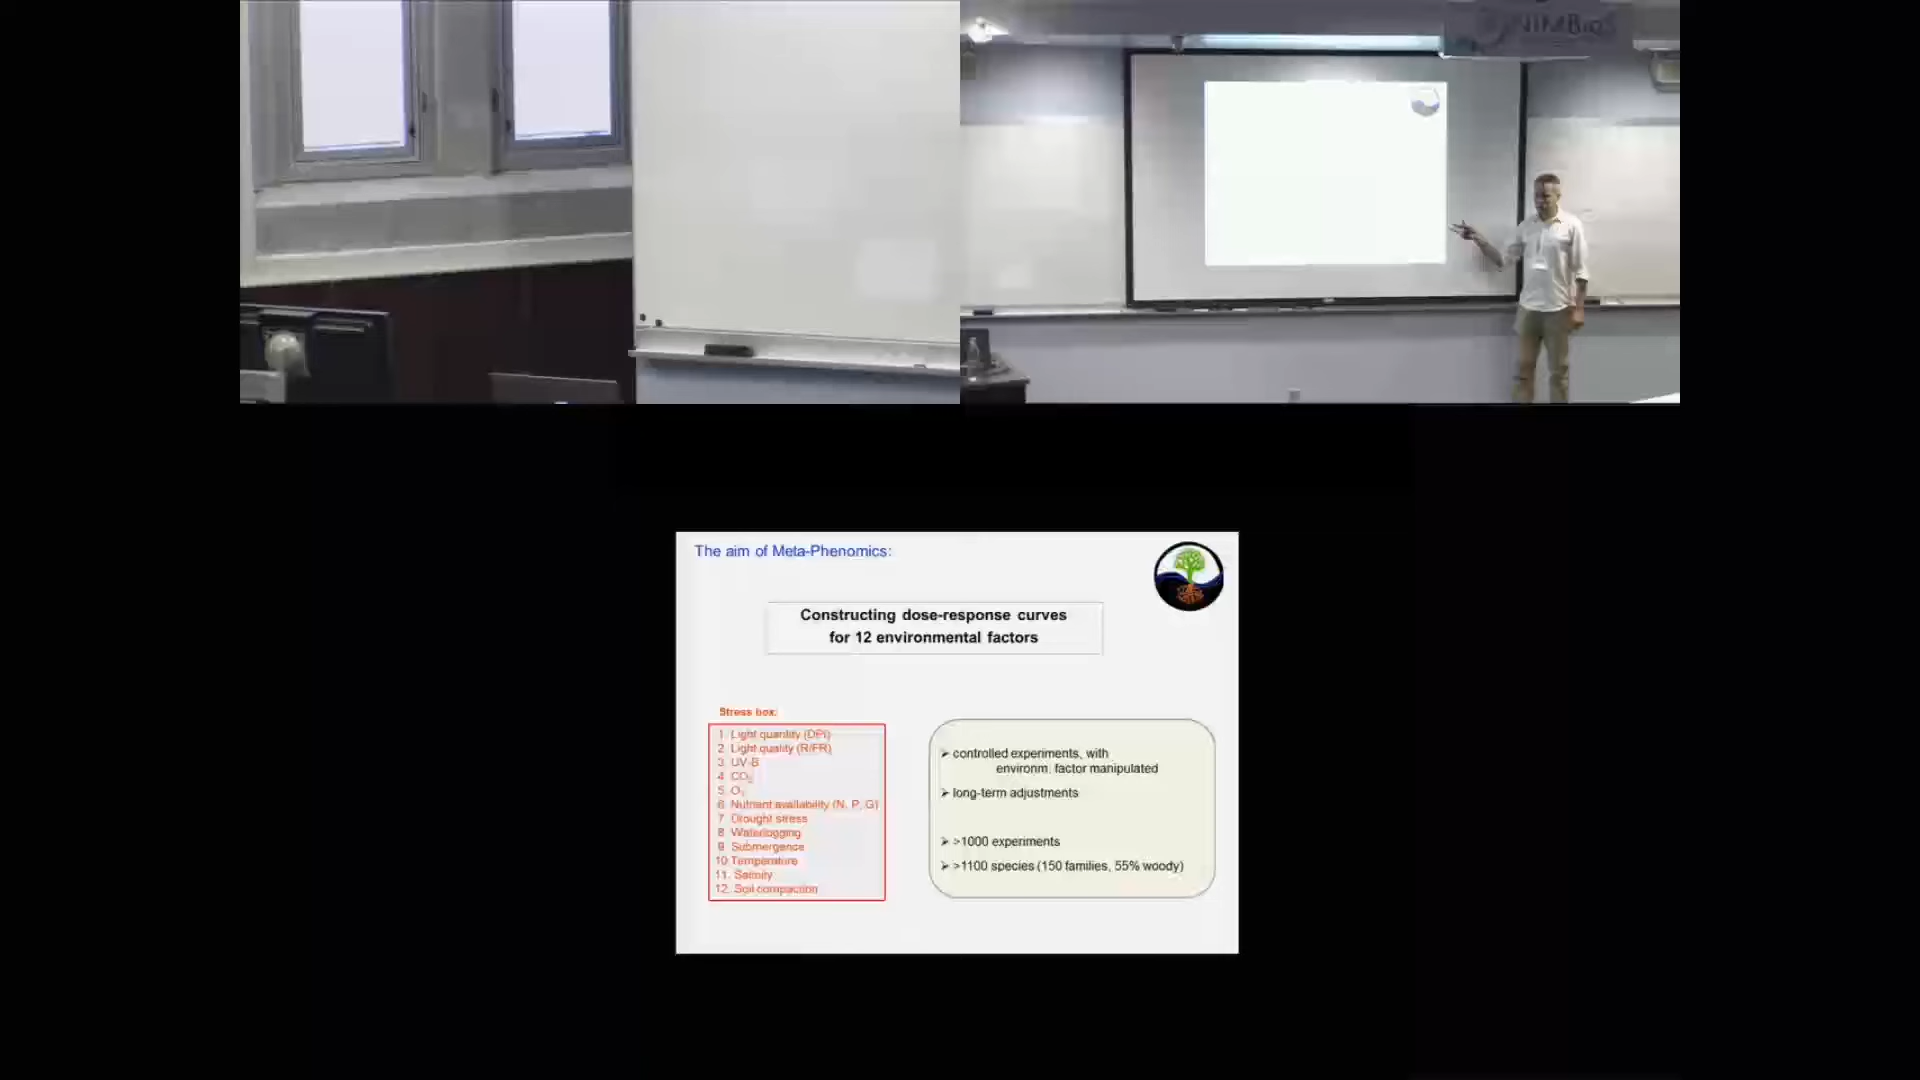 NIMBioS
The aim of Meta-Phenomics:
Constructing dose-response curves
for 12 environmental factors
Stress box:
1. Light quantity (DPI)
2. Light quality (R/FR)
3. UV-B
4. CO₂
5. O₃
6. Nutrient availability (N, P, G)
7. Drought stress
8. Waterlogging
9. Submergence
10. Temperature
11. Salinity
12. Soil compaction
➢ controlled experiments, with
environm. factor manipulated
➢ long-term adjustments
➢ >1000 experiments
➢ >1100 species (150 families, 55% woody)